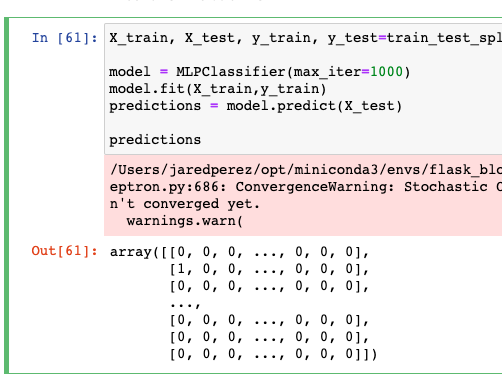 In [61]: X_train, X_test, y_train, y_test=train_test_spl
model = MLPClassifier(max_iter=1000)
model.fit(X_train,y_train)
predictions = model.predict(X_test)
predictions
/Users/jaredperez/opt/miniconda3/envs/flask_blo
eptron.py:686: ConvergenceWarning: Stochastic O
n't converged yet.
warnings.warn(
Out[61]: array([[0, 0, 0, ..., 0, 0, 0],
[1, 0, 0, ..., 0, 0, 0],
[0, 0, 0, ..., 0, 0, 0],
...,
[0, 0, 0, ..., 0, 0, 0],
[0, 0, 0, ..., 0, 0, 0],
[0, 0, 0, ..., 0, 0, 0]])